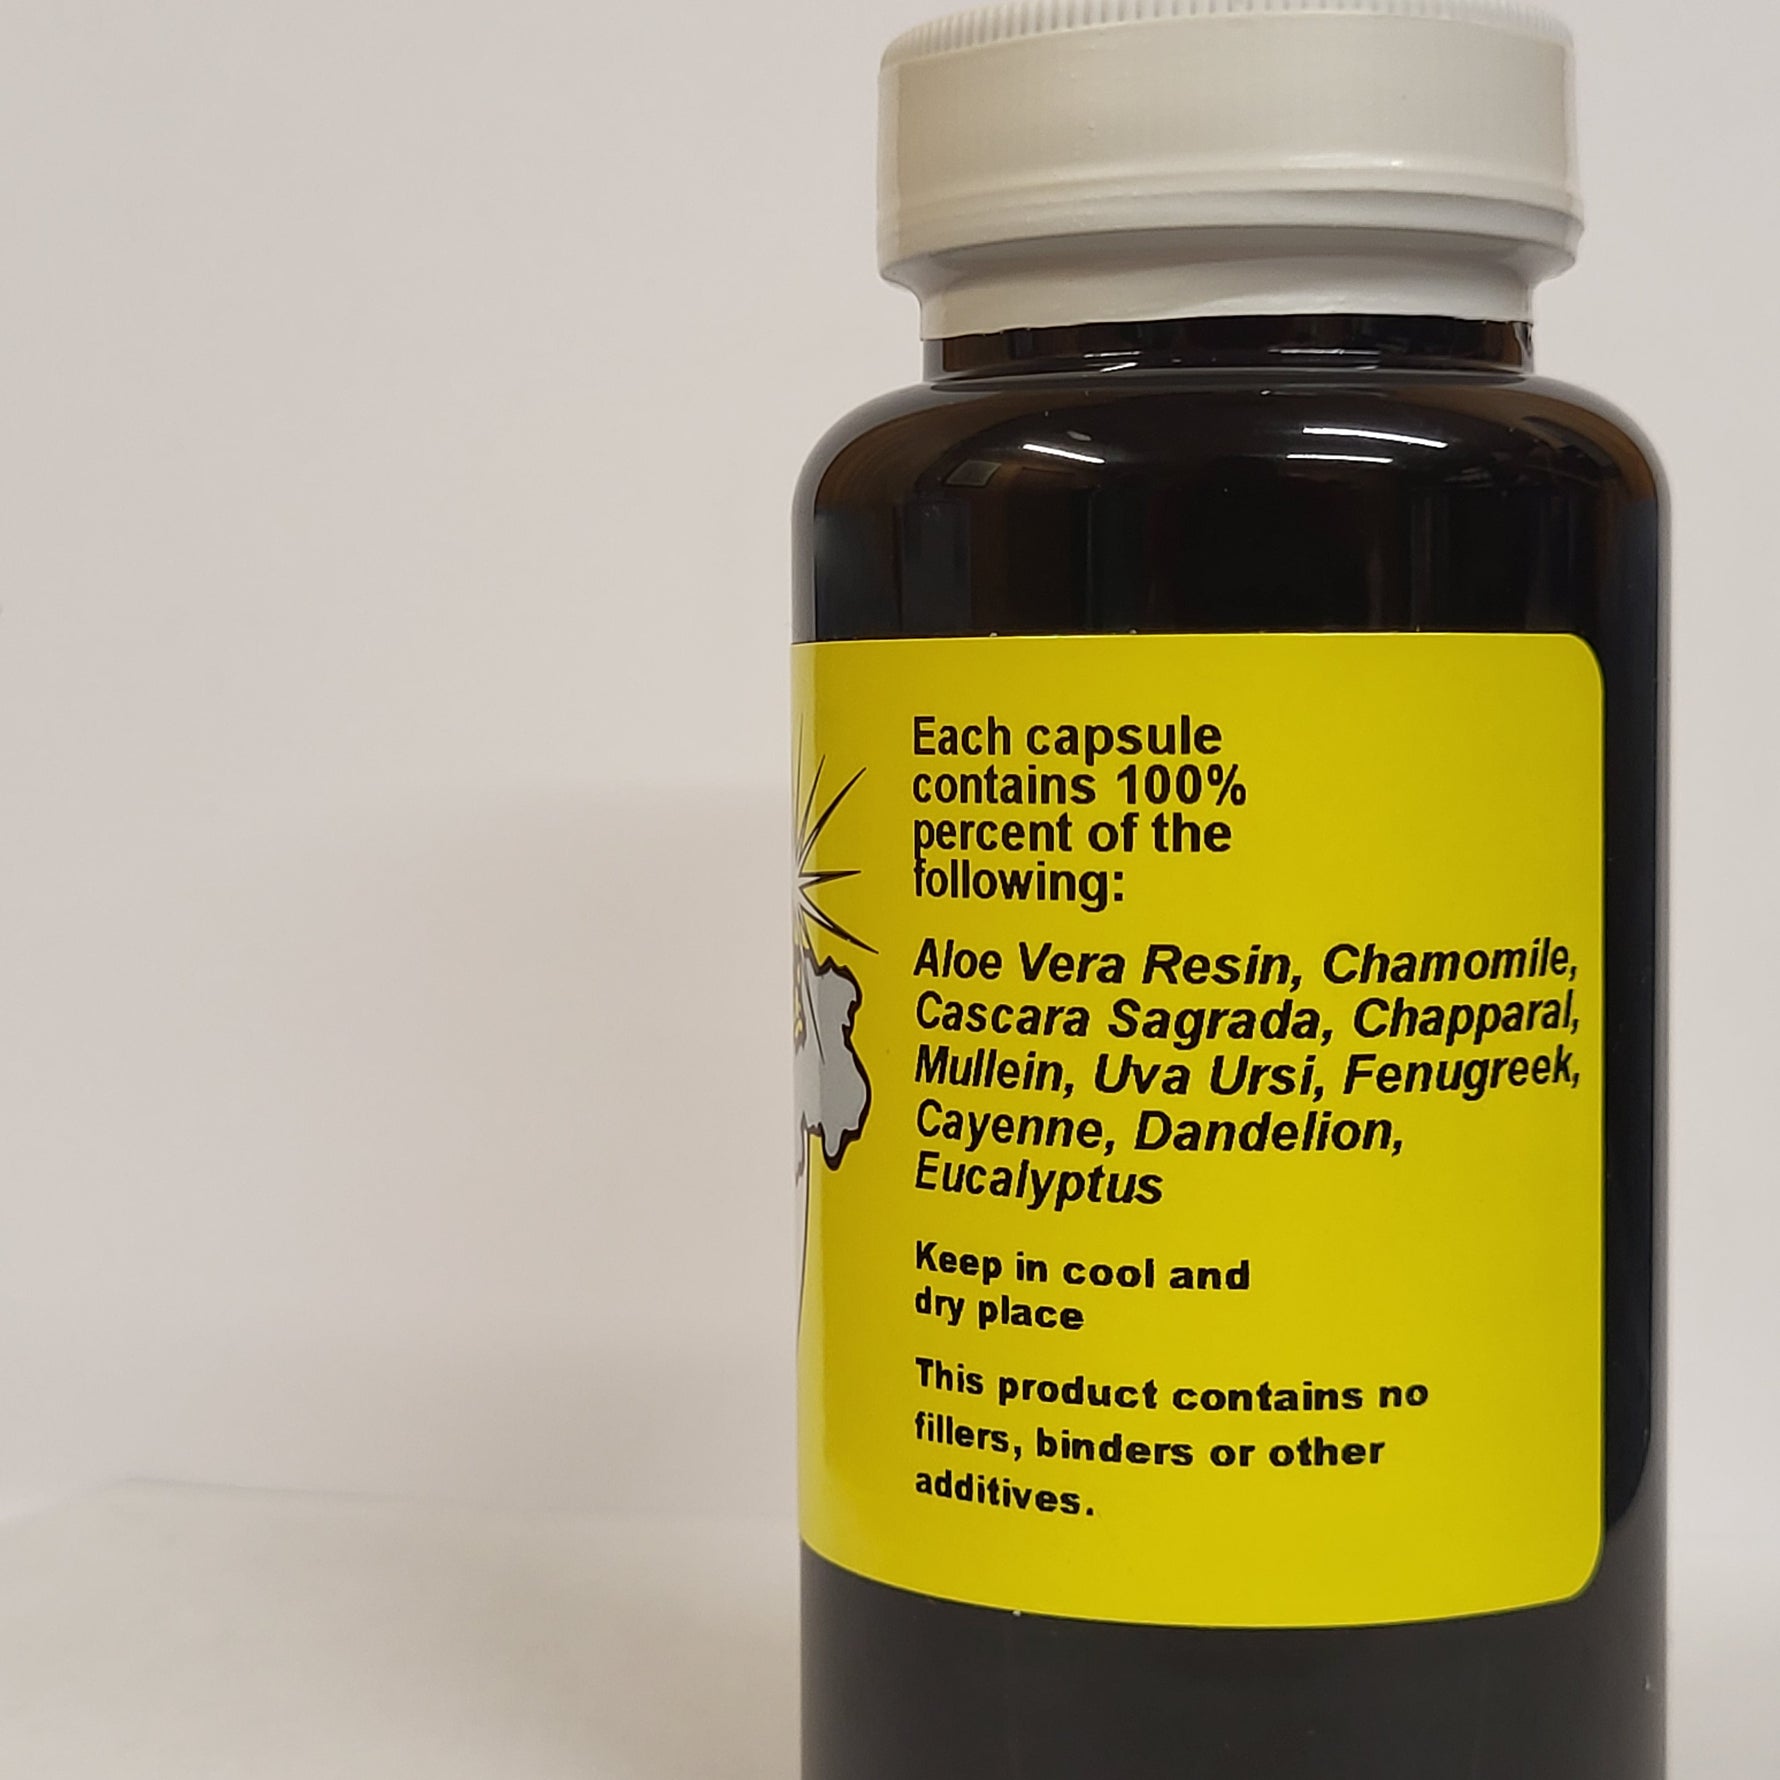 Each capsule
contains 100%
percent of the
following:
Aloe Vera Resin, Chamomile,
Cascara Sagrada, Chapparal,
Mullein, Uva Ursi, Fenugreek,
Cayenne, Dandelion,
Eucalyptus
Keep in cool and
dry place
This product contains no
fillers, binders or other
additives.